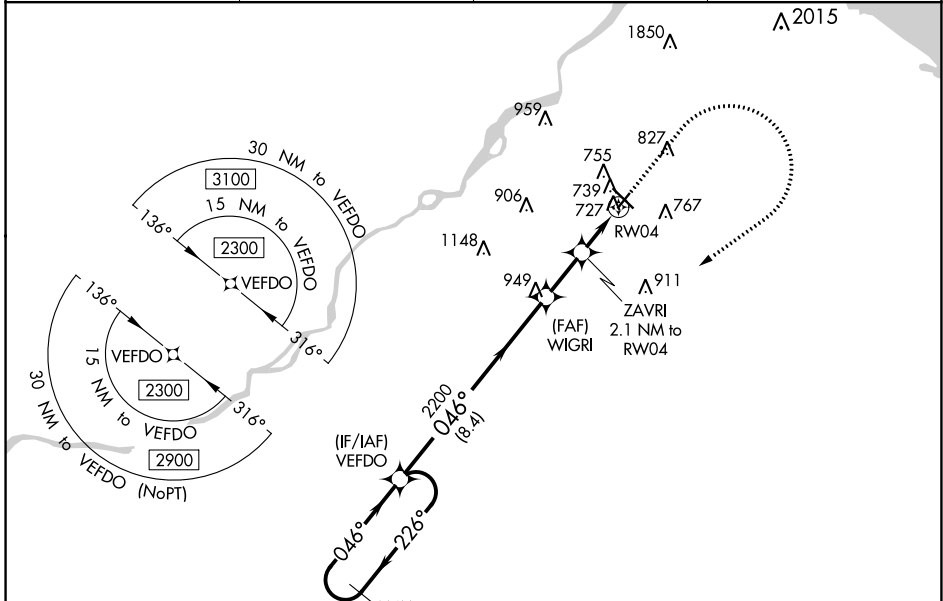 2015
1850
959
827
755
739
727
767
906
RW04
1148
949
911
ZAVRI
2.1 NM to
RW04
(FAF)
WIGRI
30 NM to VEFDO
3100
15 NM to VEFDO
2300
136°
VEFDO
316°
136°
VEFDO
15 NM to VEFDO
2300
316°
30 NM to VEFDO (NoPT)
2900
2200
046°
(8.4)
(IF/IAF)
VEFDO
046°
226°